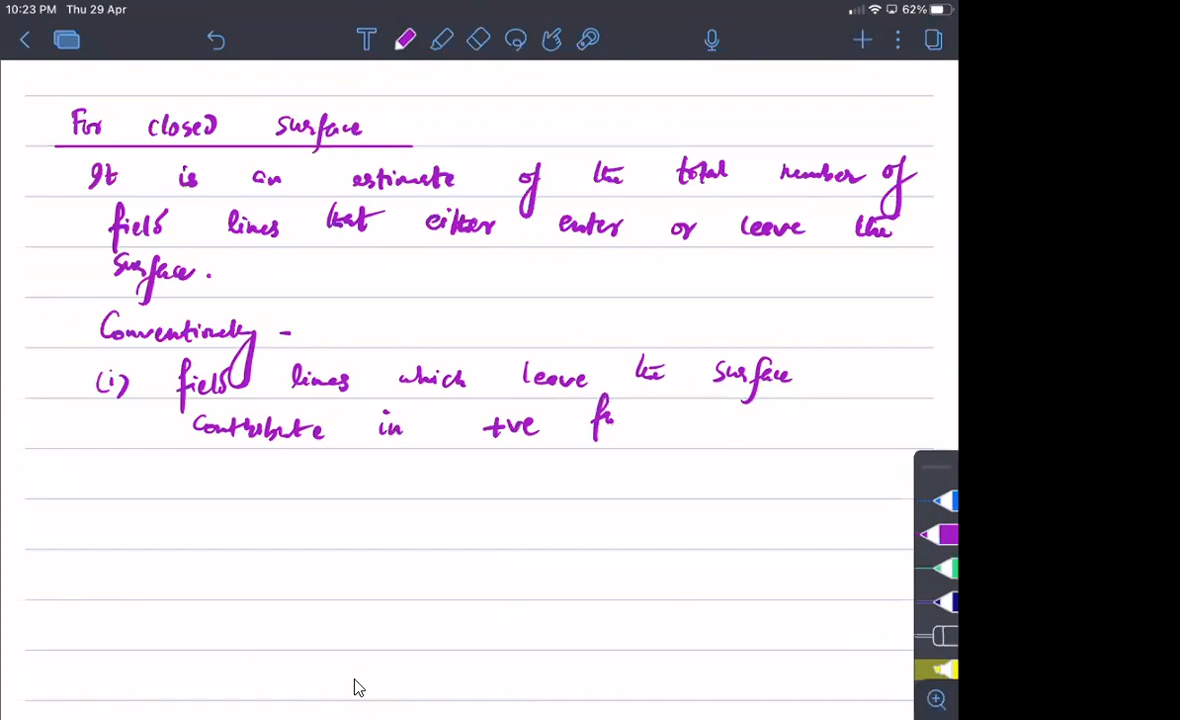 10:23 PM Thu 29 Apr 62%
For closed surface
It is an estimate of the total number of
field lines that either enter or leave the
surface.
Conventionally -
(i) field lines which leave the surface
contribute in +ve